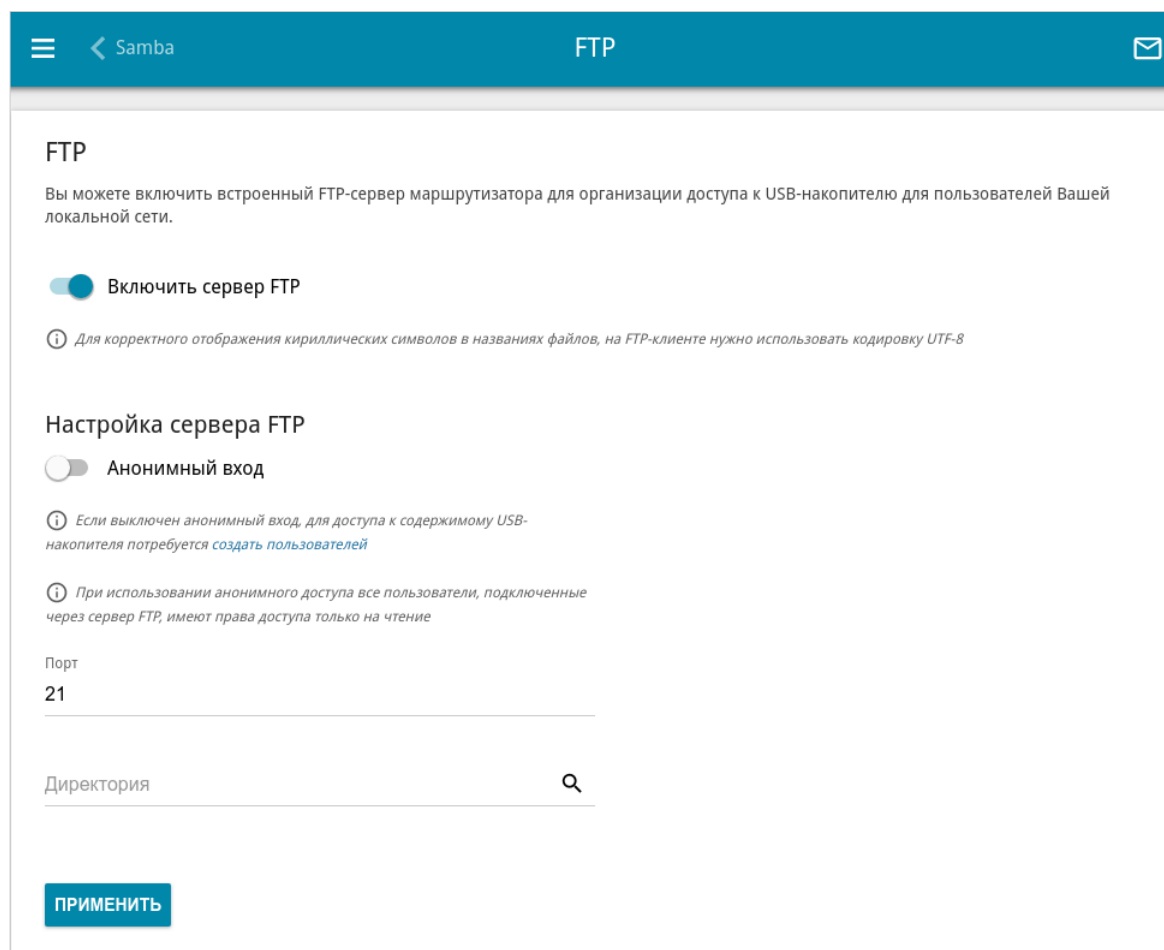 Samba
FTP
FTP
Вы можете включить встроенный FTP-сервер маршрутизатора для организации доступа к USB-накопителю для пользователей Вашей
локальной сети.
Включить сервер FTP
Для корректного отображения кириллических символов в названиях файлов, на FTP-клиенте нужно использовать кодировку UTF-8
Настройка сервера FTP
Анонимный вход
Если выключен анонимный вход, для доступа к содержимому USB-
накопителя потребуется создать пользователей
При использовании анонимного доступа все пользователи, подключенные
через сервер FTP, имеют права доступа только на чтение
Порт
21
Директория
ПРИМЕНИТЬ